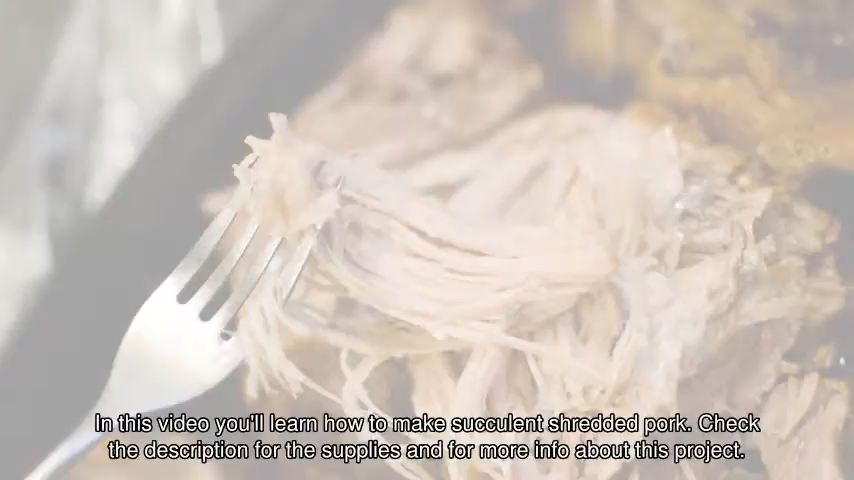 In this video you'll learn how to make succulent shredded pork. Check
the description for the supplies and for more info about this project.